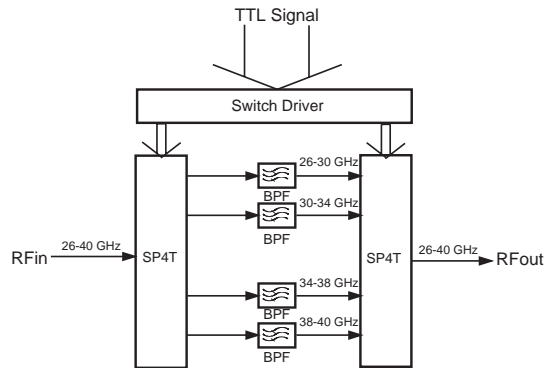 TTL Signal
Switch Driver
26-30 GHz
BPF
30-34 GHz
BPF
RFin
26-40 GHz
SP4T
SP4T
26-40 GHz
RFout
34-38 GHz
BPF
38-40 GHz
BPF